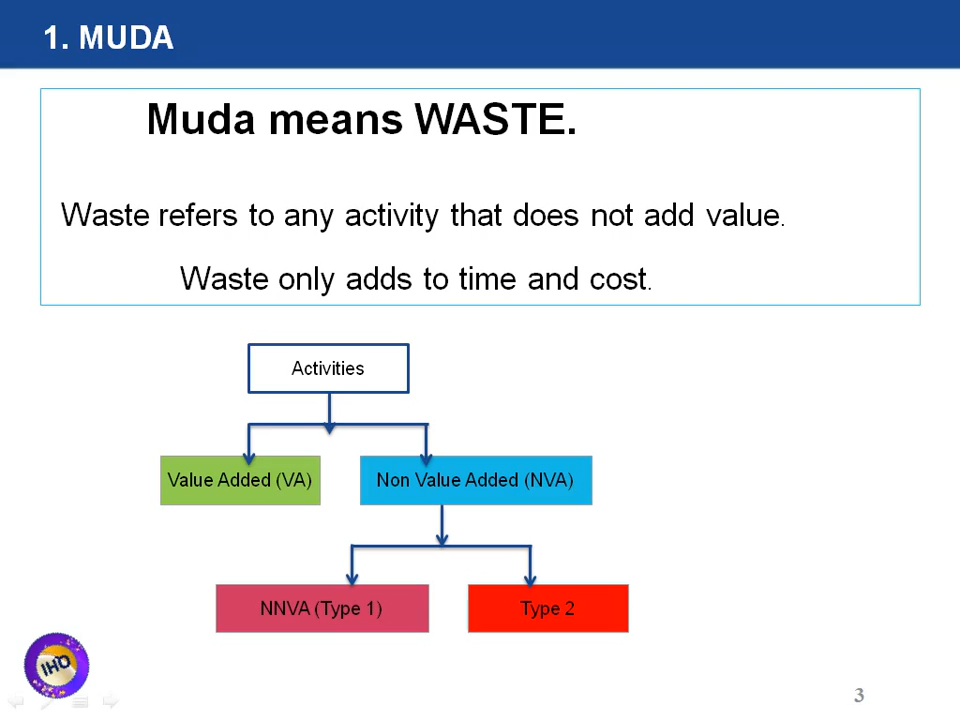 1. MUDA
Muda means WASTE.
Waste refers to any activity that does not add value.
Waste only adds to time and cost.
Activities
Value Added (VA)
Non Value Added (NVA)
NNVA (Type 1)
Type 2
IHD
3